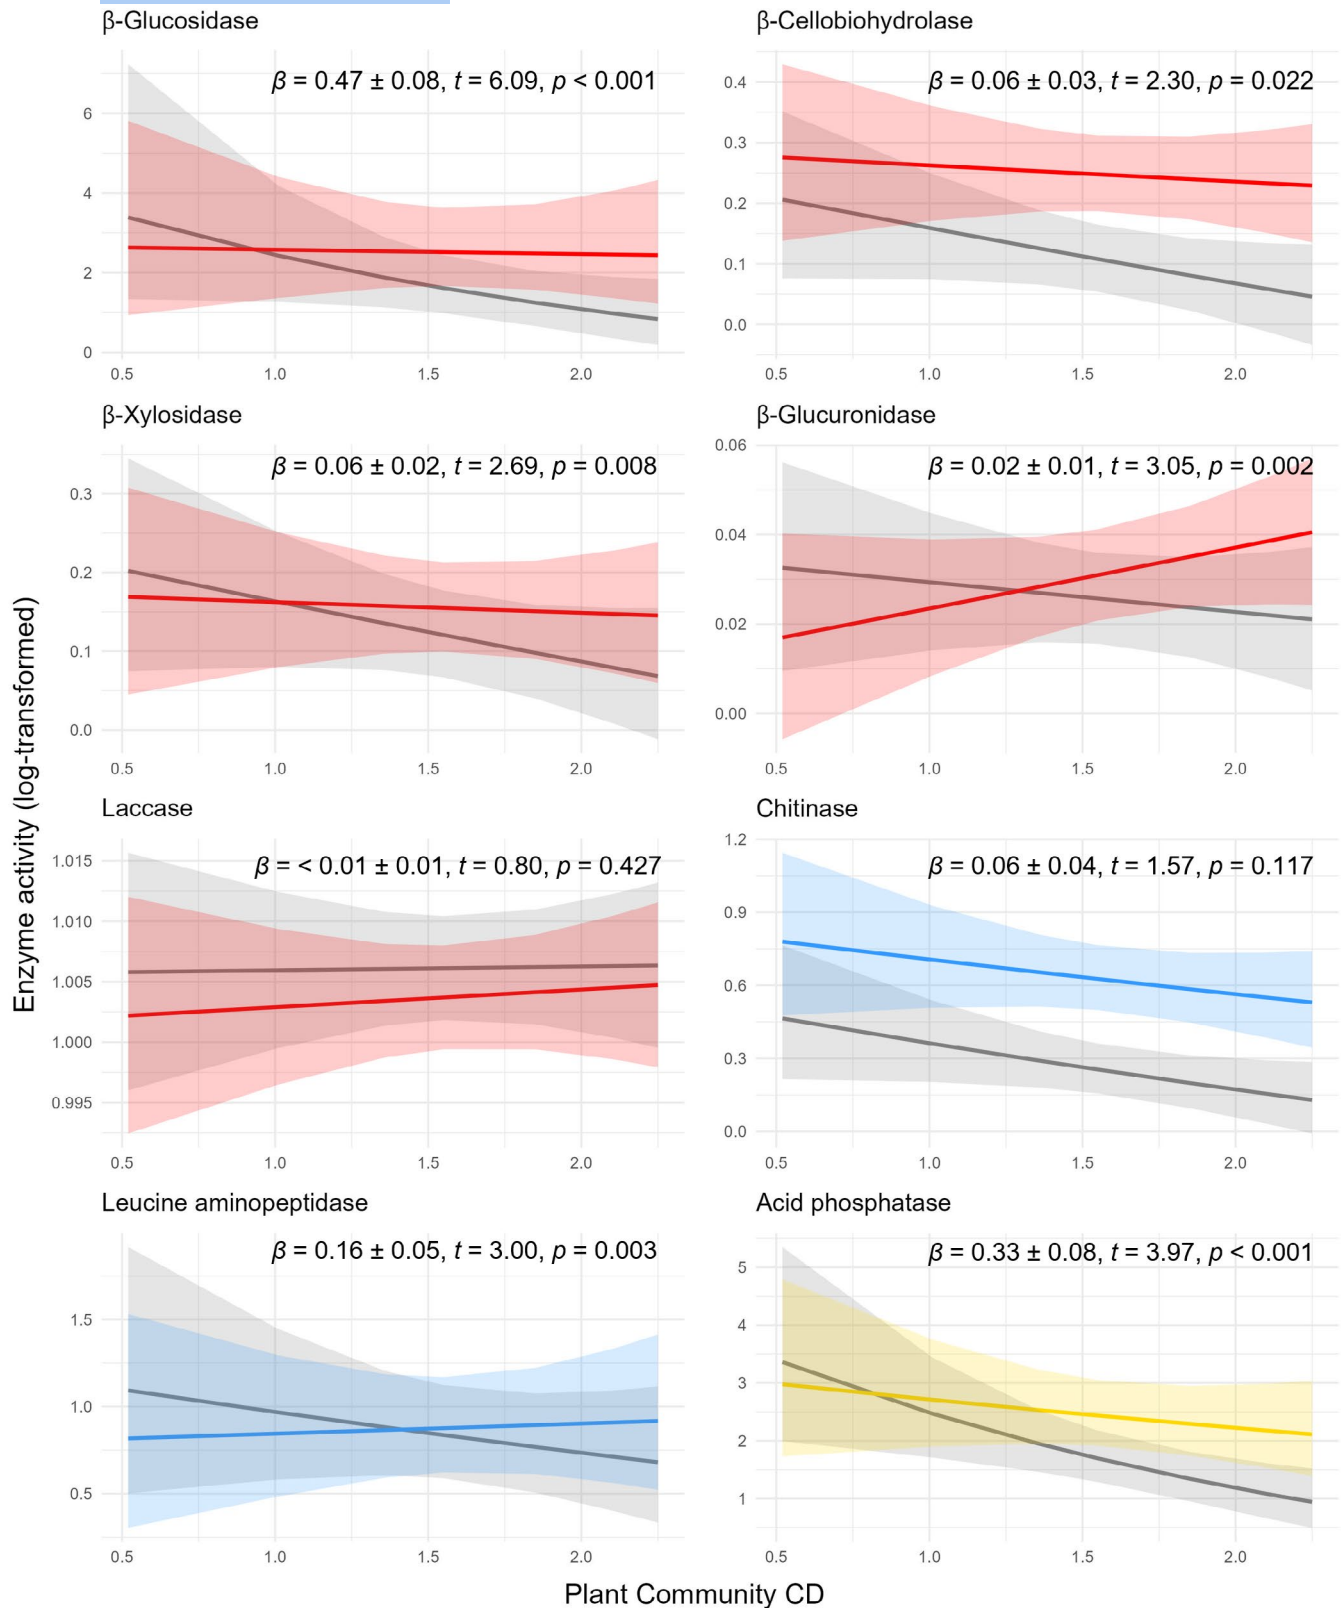 β-Glucosidase
β = 0.47 ± 0.08, t = 6.09, p < 0.001
6
4
2
0
0.5 1.0 1.5 2.0
β-Cellobiohydrolase
β = 0.06 ± 0.03, t = 2.30, p = 0.022
0.4
0.3
0.2
0.1
0.0
0.5 1.0 1.5 2.0
β-Xylosidase
β = 0.06 ± 0.02, t = 2.69, p = 0.008
0.3
0.2
0.1
0.0
0.5 1.0 1.5 2.0
β-Glucuronidase
β = 0.02 ± 0.01, t = 3.05, p = 0.002
0.06
0.04
0.02
0.00
0.5 1.0 1.5 2.0
Enzyme activity (log-transformed)
Laccase
β = < 0.01 ± 0.01, t = 0.80, p = 0.427
1.015
1.010
1.005
1.000
0.995
0.5 1.0 1.5 2.0
Chitinase
β = 0.06 ± 0.04, t = 1.57, p = 0.117
1.2
0.9
0.6
0.3
0.0
0.5 1.0 1.5 2.0
Leucine aminopeptidase
β = 0.16 ± 0.05, t = 3.00, p = 0.003
1.5
1.0
0.5
0.5 1.0 1.5 2.0
Acid phosphatase
β = 0.33 ± 0.08, t = 3.97, p < 0.001
5
4
3
2
1
0.5 1.0 1.5 2.0
Plant Community CD